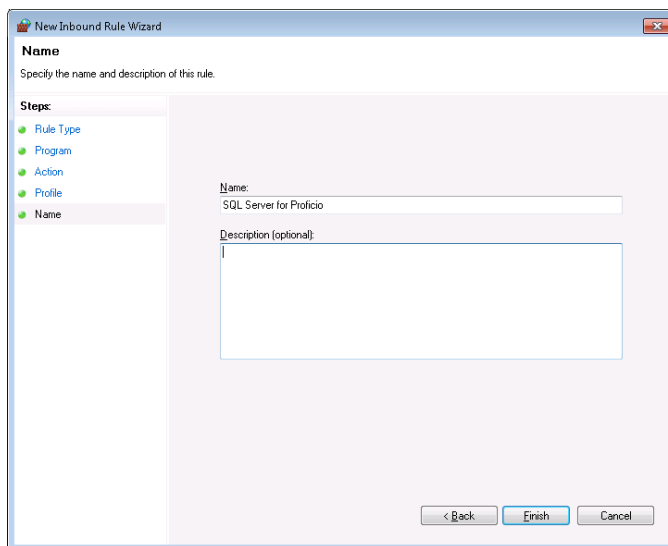 New Inbound Rule Wizard
Name
Specify the name and description of this rule.
Steps:
Rule Type
Program
Action
Profile
Name
Name:
SQL Server for Proficio
Description (optional):
< Back
Finish
Cancel